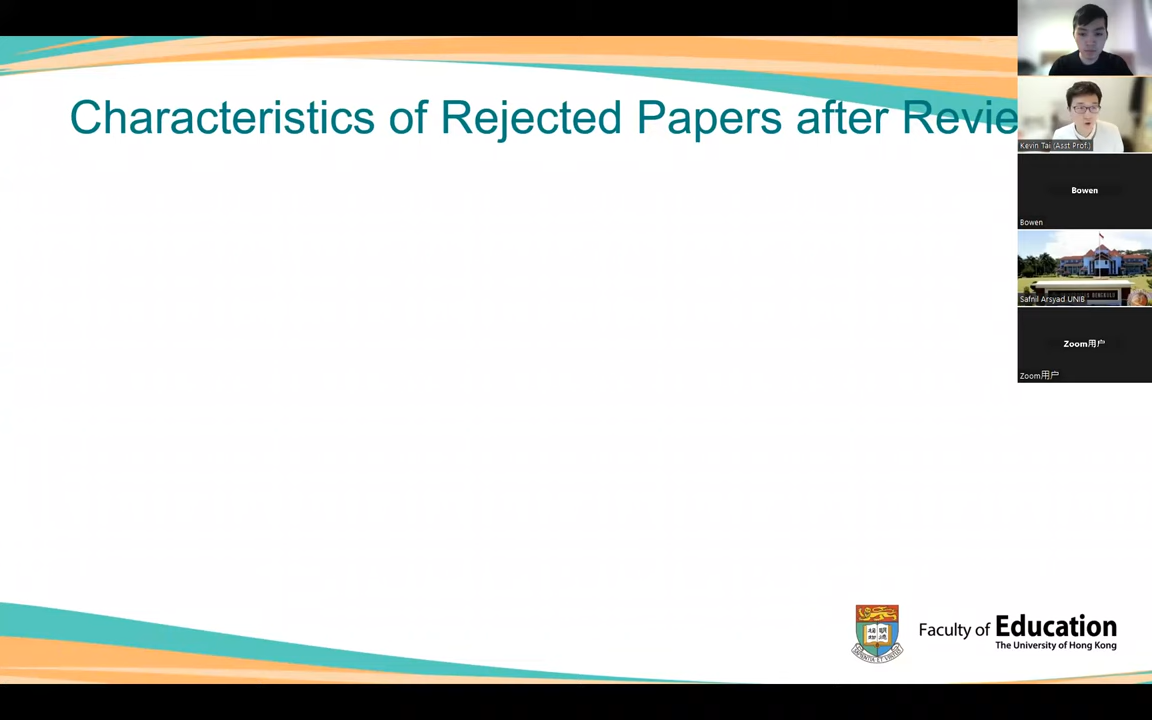 Characteristics of Rejected Papers after Revie
Kevin Tai (Asst Prof.)
Bowen
Bowen
Safnil Arsyad UNIB
Zoom用户
Zoom用户
Faculty of Education
The University of Hong Kong